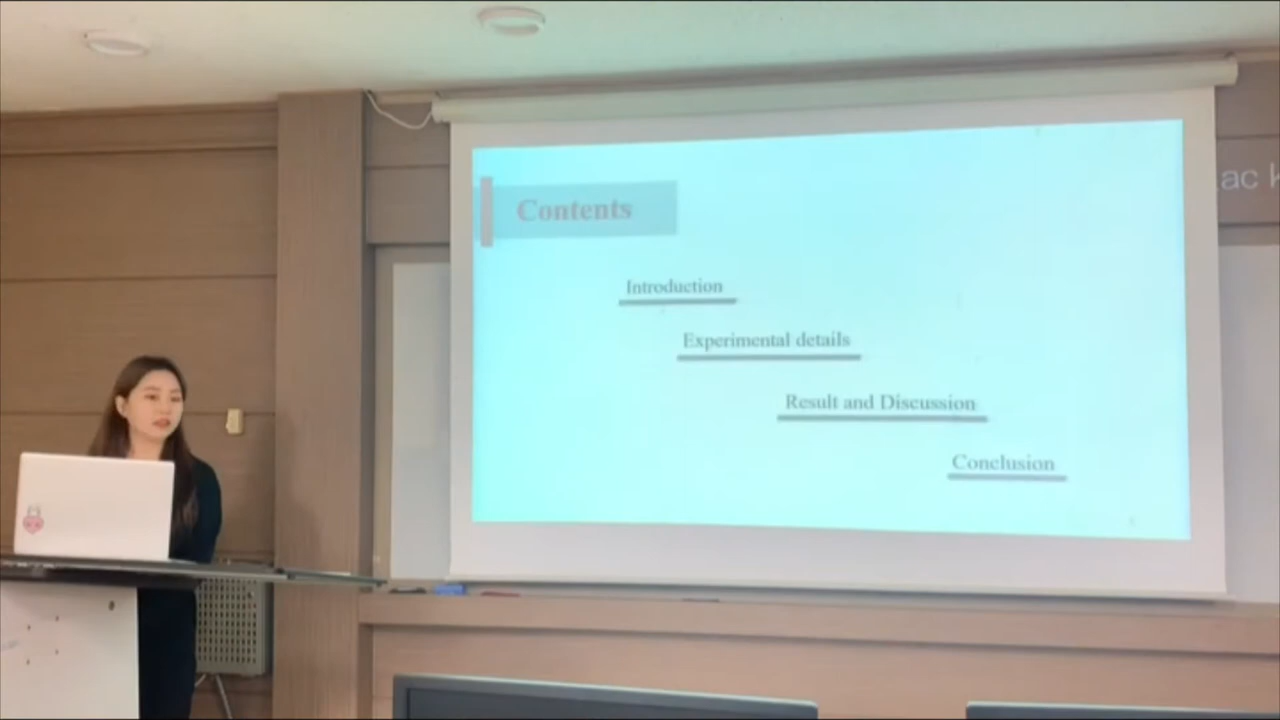 Contents
Introduction
Experimental details
Result and Discussion
Conclusion